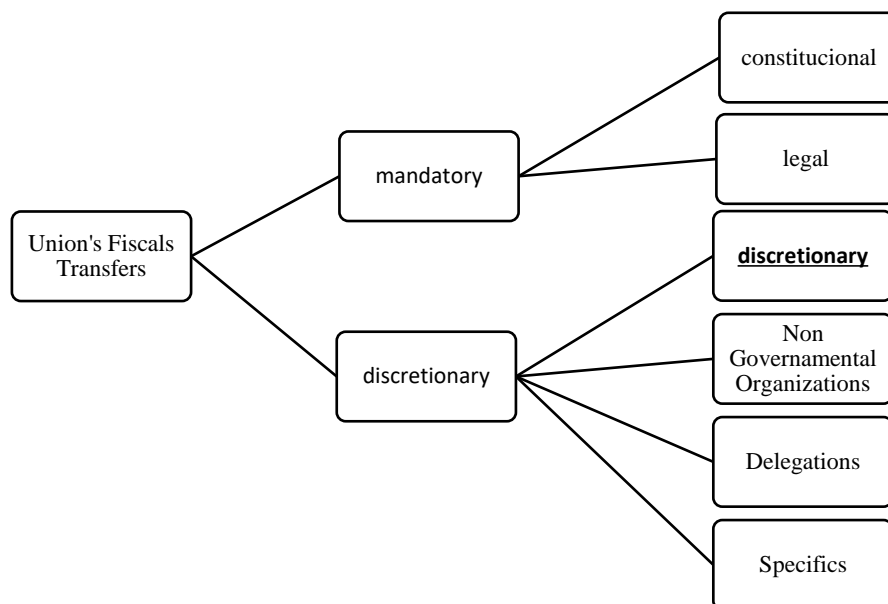 constitucional
mandatory
legal
Union's Fiscals
Transfers
discretionary
discretionary
Non
Governamental
Organizations
Delegations
Specifics